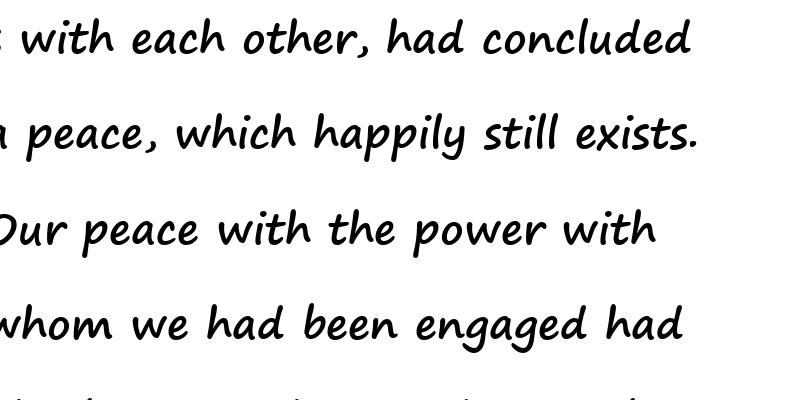 with each other, had concluded
a peace, which happily still exists.
Our peace with the power with
whom we had been engaged had